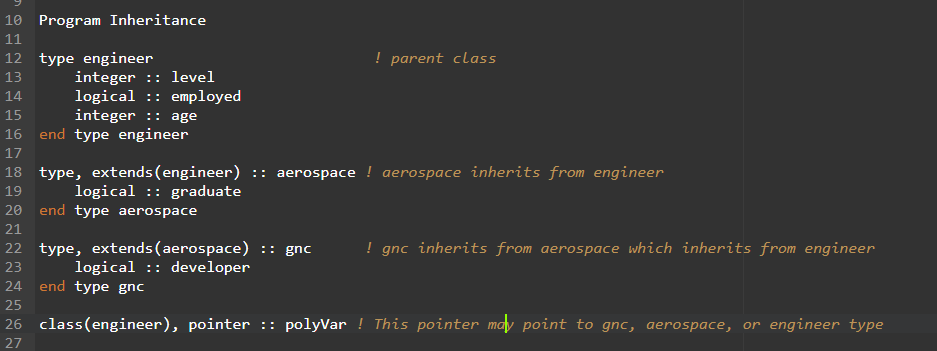 9
10 Program Inheritance
11
12 type engineer ! parent class
13 integer :: level
14 logical :: employed
15 integer :: age
16 end type engineer
17
18 type, extends(engineer) :: aerospace ! aerospace inherits from engineer
19 logical :: graduate
20 end type aerospace
21
22 type, extends(aerospace) :: gnc ! gnc inherits from aerospace which inherits from engineer
23 logical :: developer
24 end type gnc
25
26 class(engineer), pointer :: polyVar ! This pointer may point to gnc, aerospace, or engineer type
27